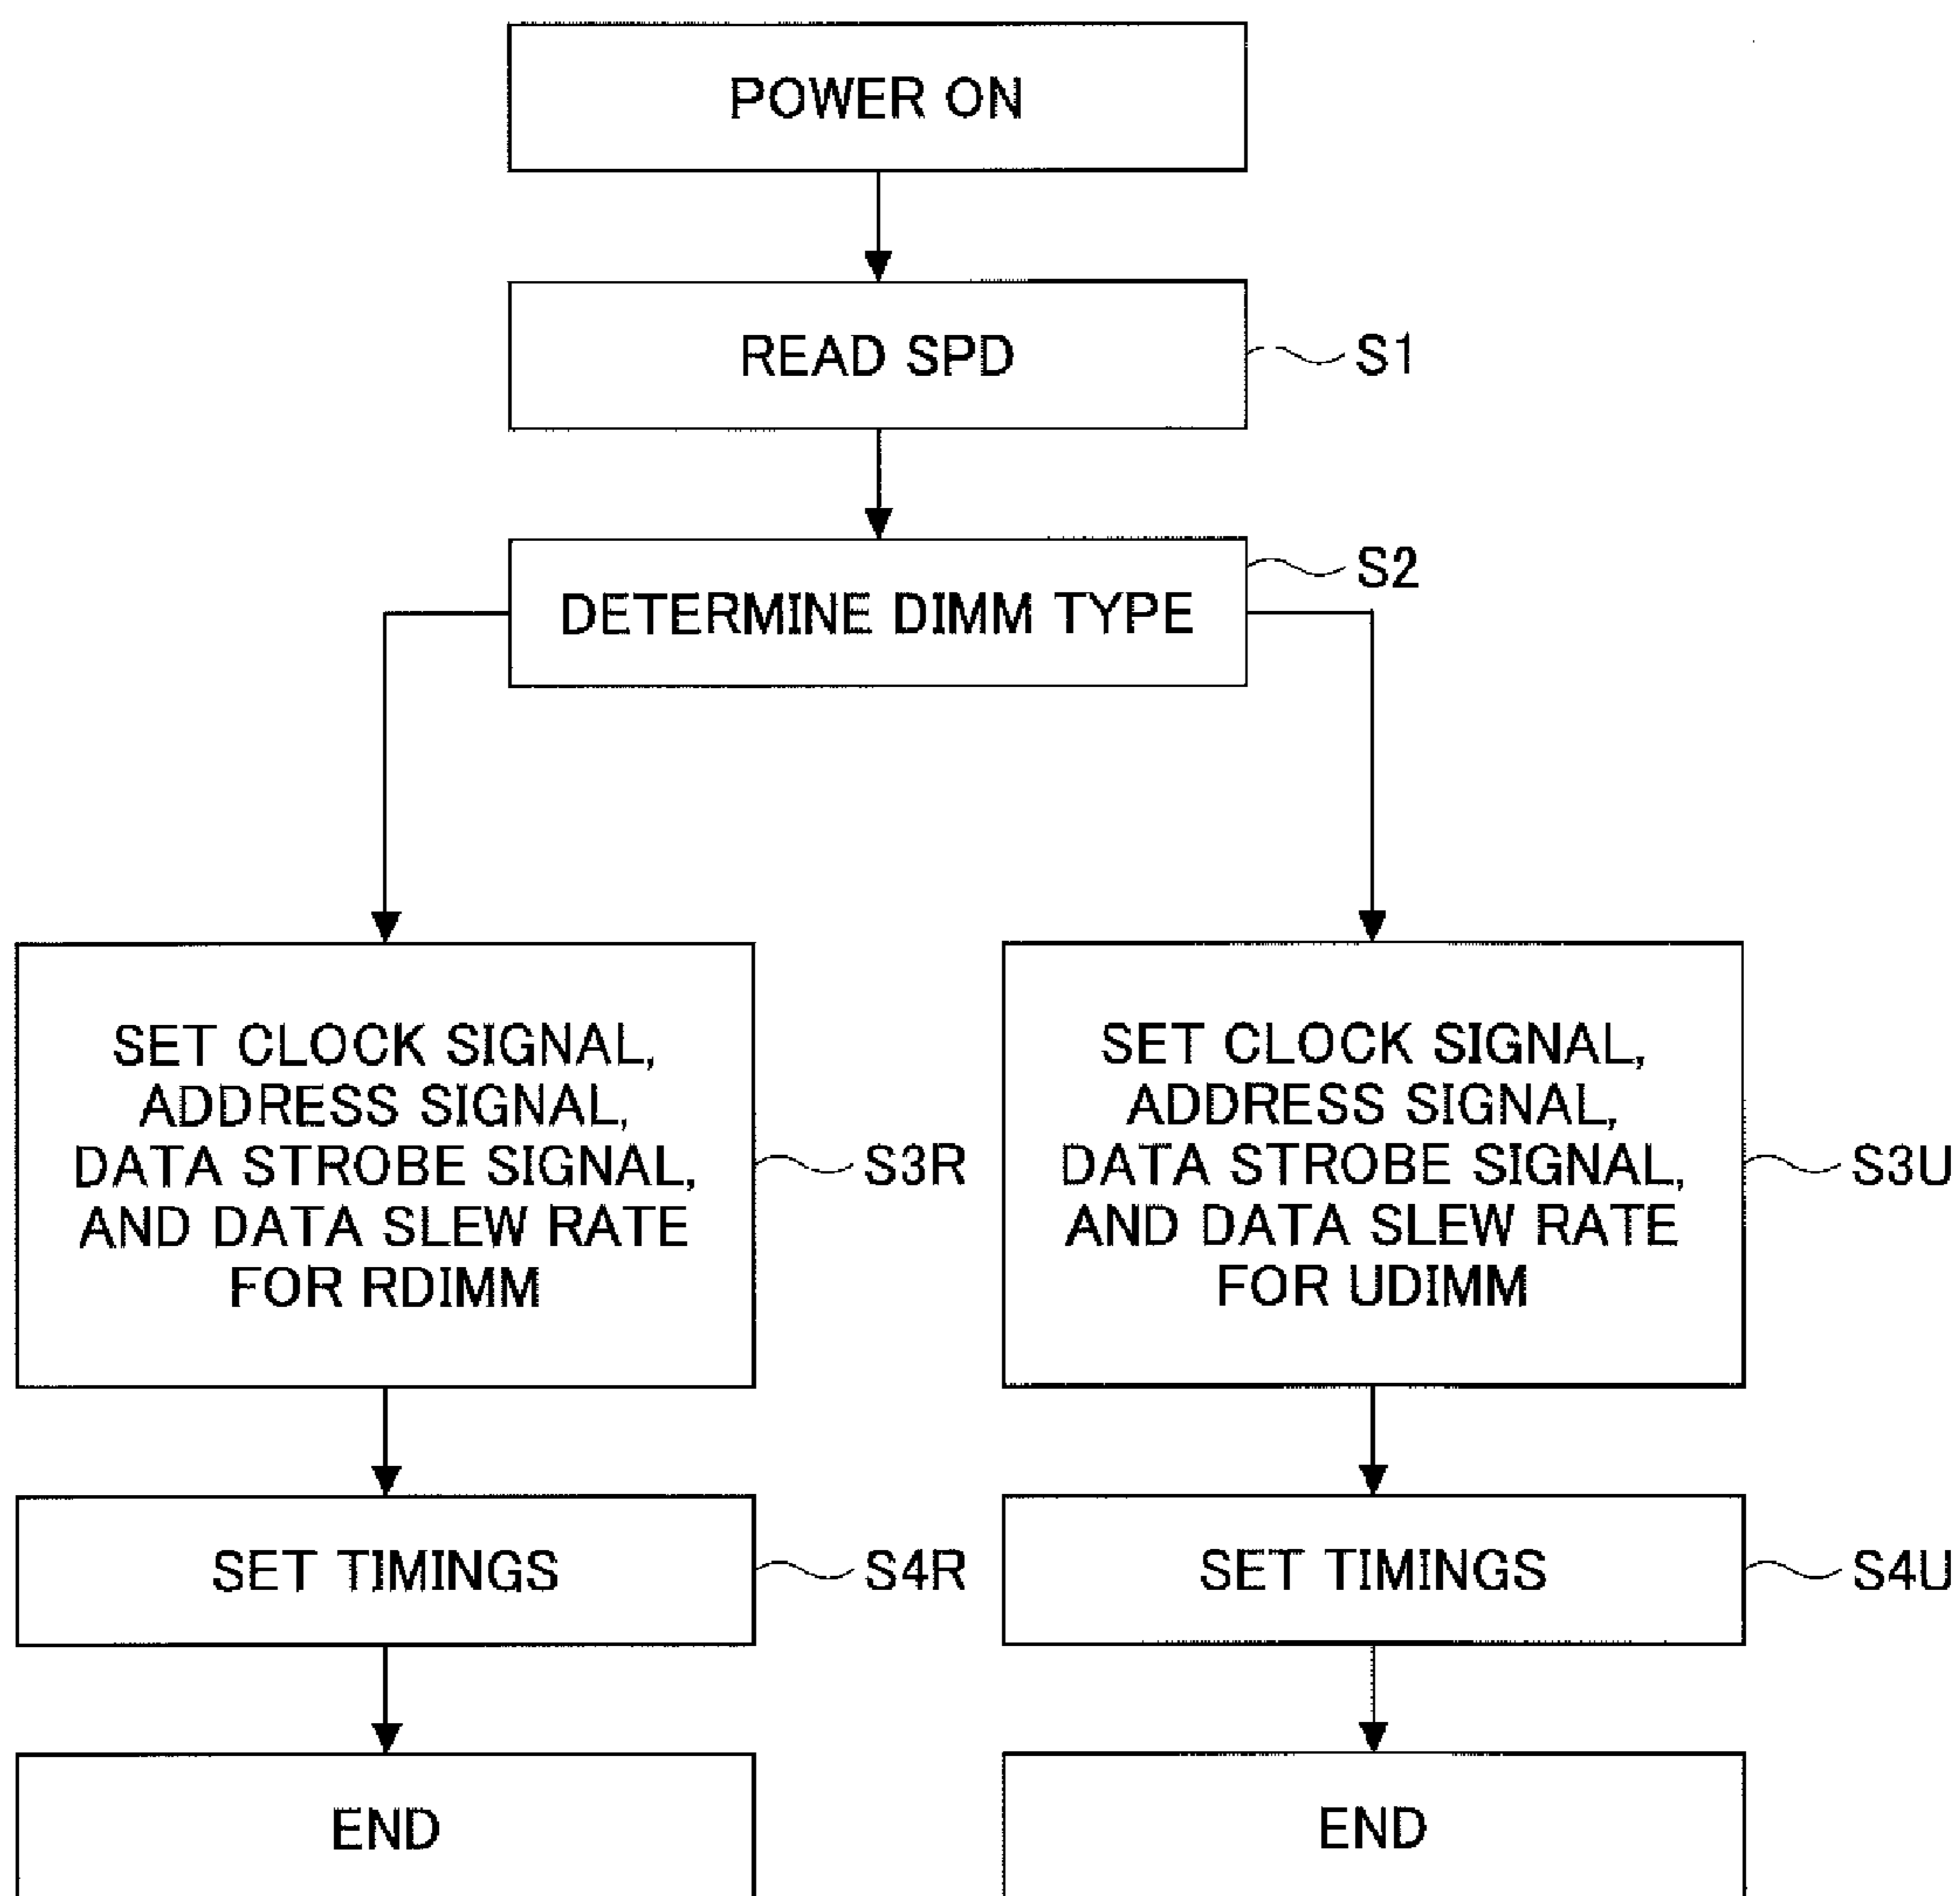 POWER ON
READ SPD
S1
S2
DETERMINE DIMM TYPE
SET CLOCK SIGNAL,
ADDRESS SIGNAL,
DATA STROBE SIGNAL,
AND DATA SLEW RATE
FOR RDIMM
S3R
SET CLOCK SIGNAL,
ADDRESS SIGNAL,
DATA STROBE SIGNAL,
AND DATA SLEW RATE
FOR UDIMM
S3U
SET TIMINGS
S4R
SET TIMINGS
S4U
END
END